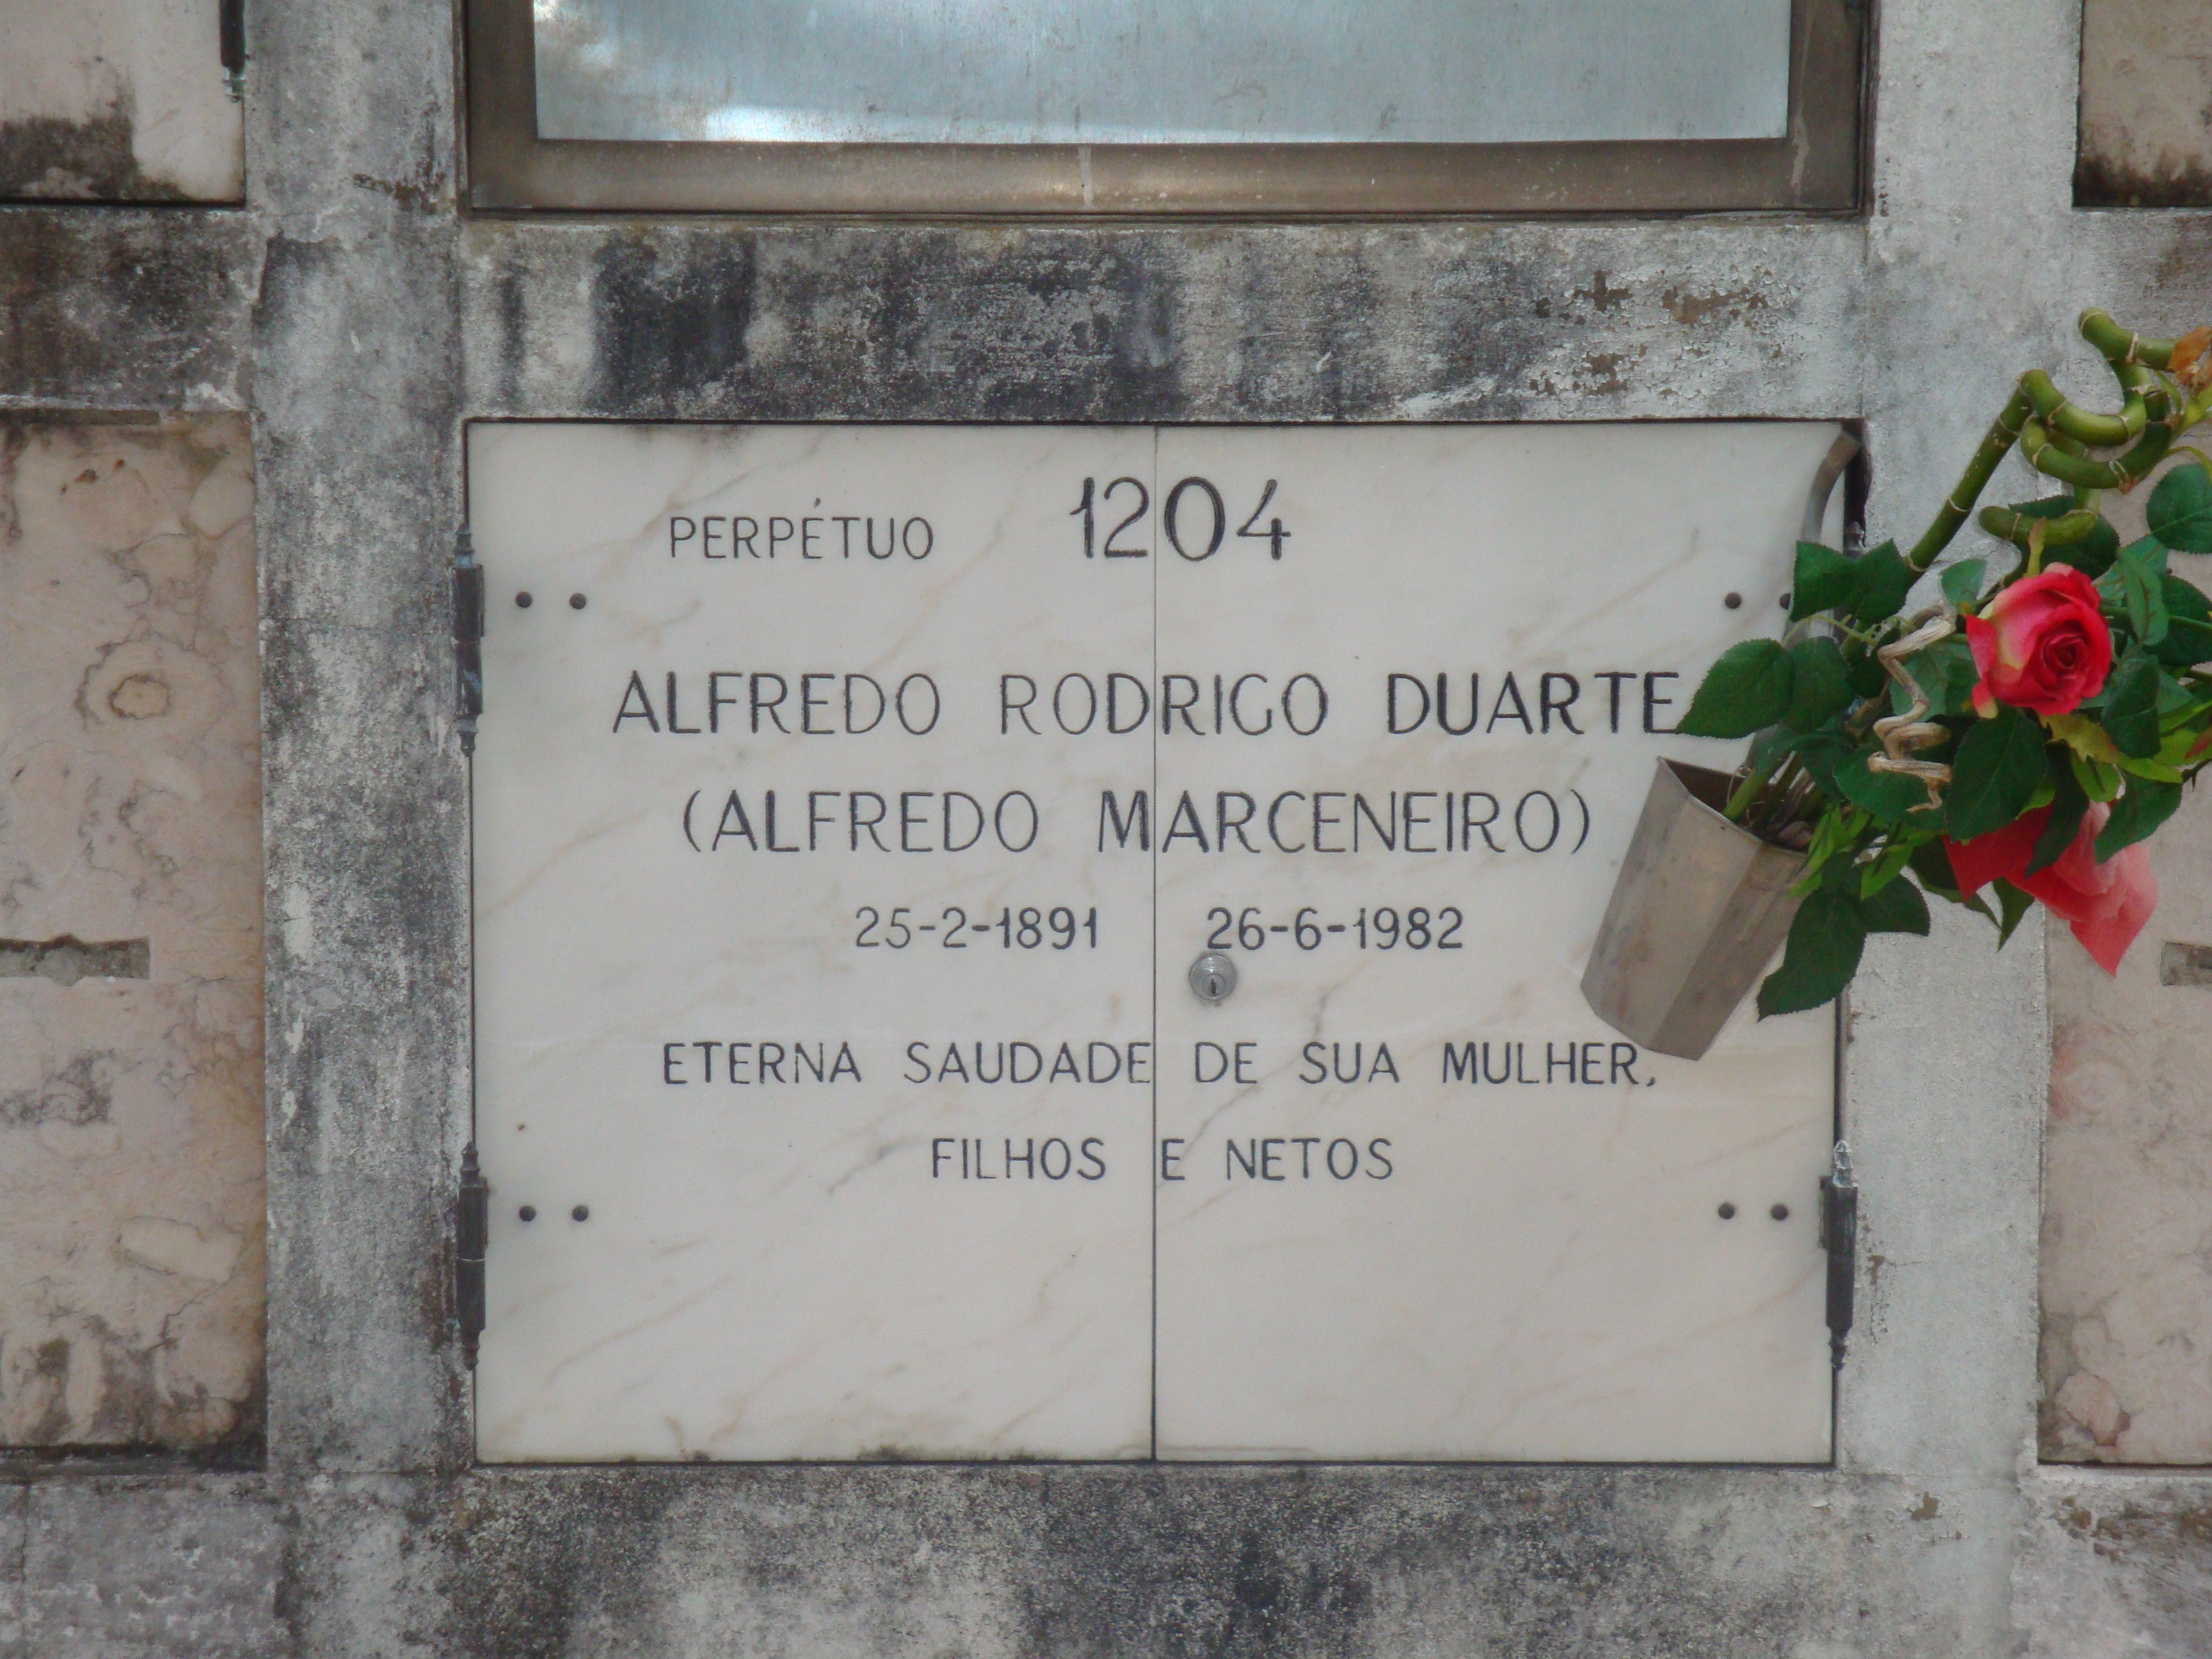 PERPÉTUO 1204
ALFREDO RODRIGO DUARTE
(ALFREDO MARCENEIRO)
25-2-1891 26-6-1982
ETERNA SAUDADE DE SUA MULHER,
FILHOS E NETOS